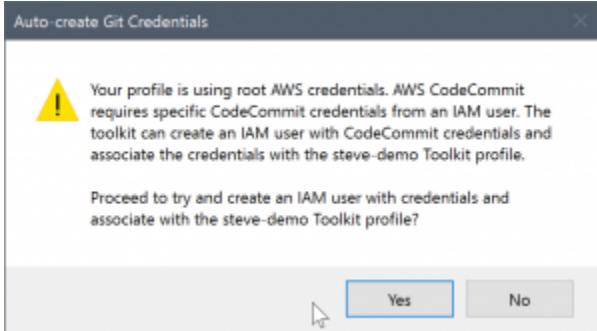 Auto-create Git Credentials
Your profile is using root AWS credentials. AWS CodeCommit
requires specific CodeCommit credentials from an IAM user. The
toolkit can create an IAM user with CodeCommit credentials and
associate the credentials with the steve-demo Toolkit profile.
Proceed to try and create an IAM user with credentials and
associate with the steve-demo Toolkit profile?
Yes
No